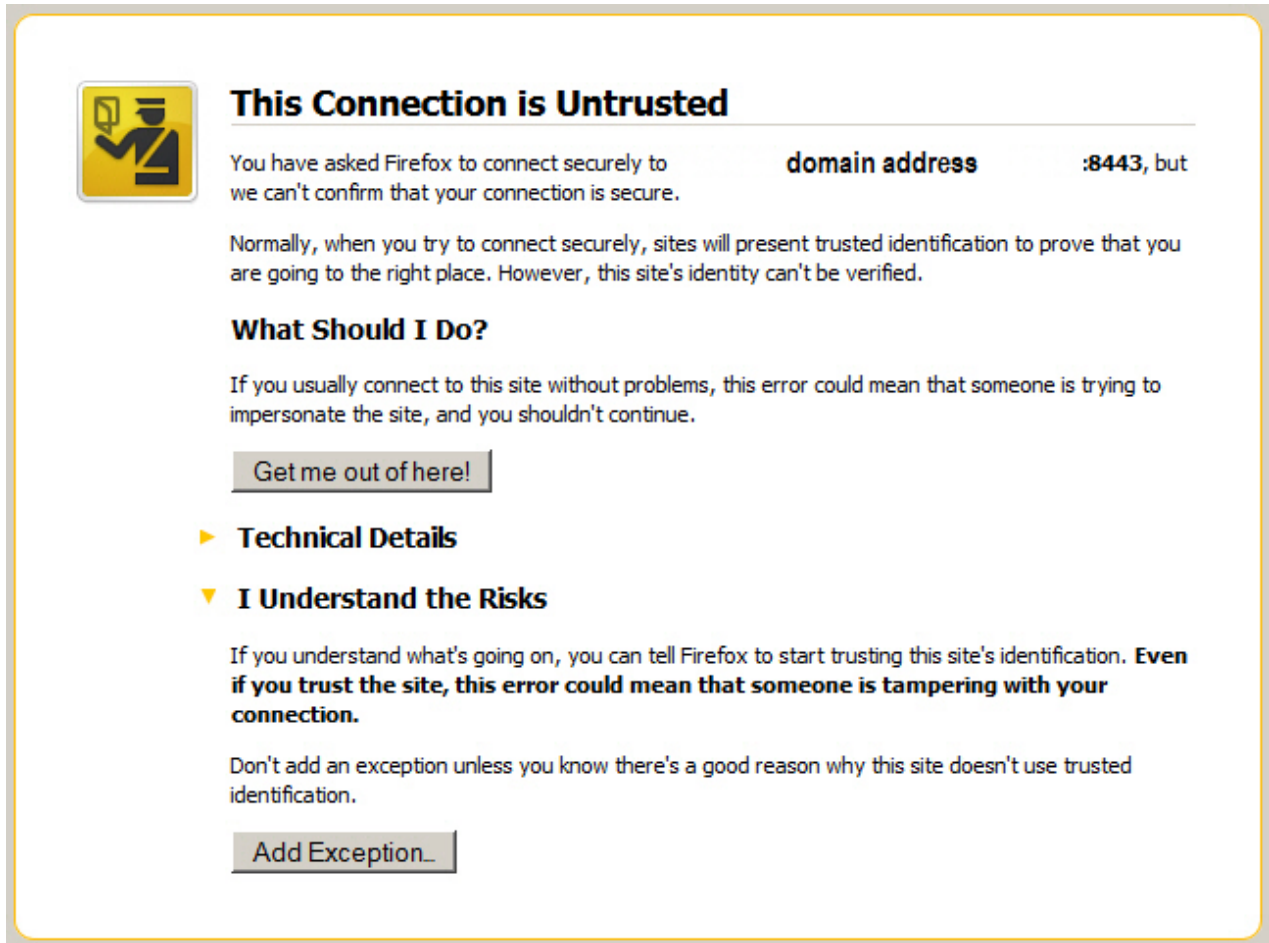 This Connection is Untrusted
You have asked Firefox to connect securely to domain address :8443, but
we can't confirm that your connection is secure.
Normally, when you try to connect securely, sites will present trusted identification to prove that you
are going to the right place. However, this site's identity can't be verified.
What Should I Do?
If you usually connect to this site without problems, this error could mean that someone is trying to
impersonate the site, and you shouldn't continue.
Get me out of here!
Technical Details
I Understand the Risks
If you understand what's going on, you can tell Firefox to start trusting this site's identification. Even
if you trust the site, this error could mean that someone is tampering with your
connection.
Don't add an exception unless you know there's a good reason why this site doesn't use trusted
identification.
Add Exception...